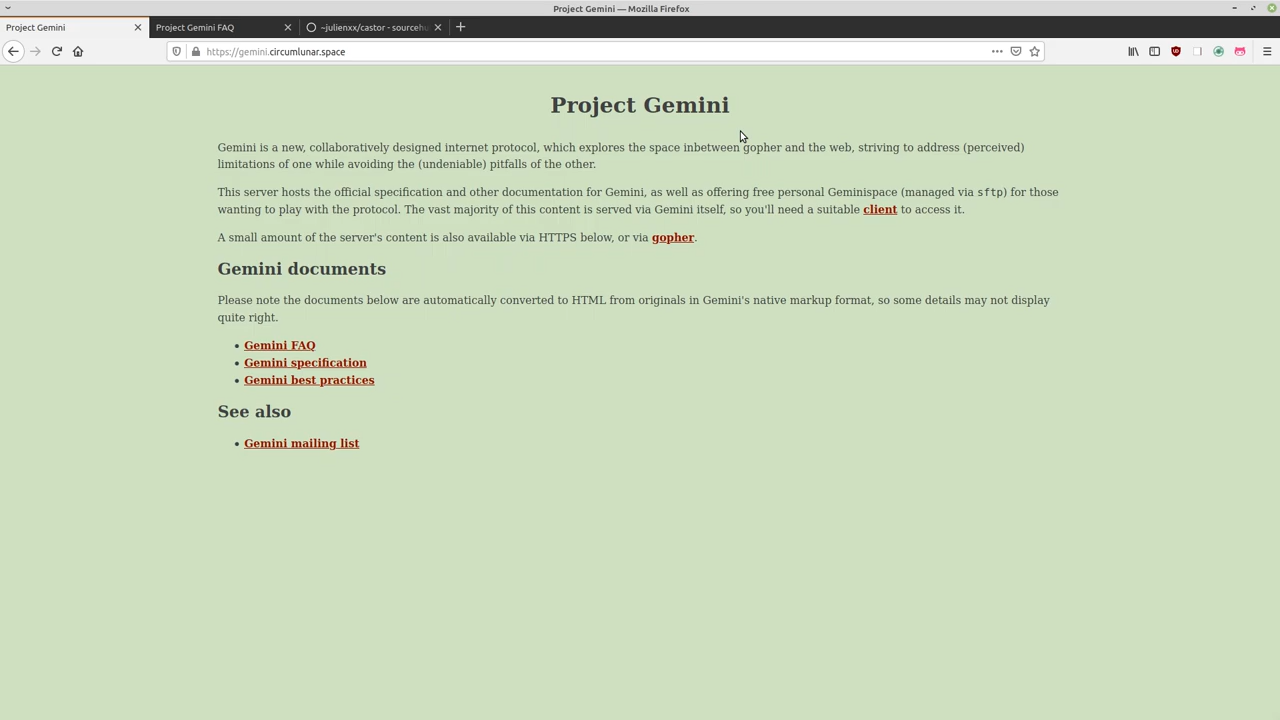 Project Gemini — Mozilla Firefox
Project Gemini
Project Gemini FAQ
~julienxx/castor - sourcehu
https://gemini.circumlunar.space
Project Gemini
Gemini is a new, collaboratively designed internet protocol, which explores the space inbetween gopher and the web, striving to address (perceived)
limitations of one while avoiding the (undeniable) pitfalls of the other.
This server hosts the official specification and other documentation for Gemini, as well as offering free personal Geminispace (managed via sftp) for those
wanting to play with the protocol. The vast majority of this content is served via Gemini itself, so you'll need a suitable client to access it.
A small amount of the server's content is also available via HTTPS below, or via gopher.
Gemini documents
Please note the documents below are automatically converted to HTML from originals in Gemini's native markup format, so some details may not display
quite right.
• Gemini FAQ
• Gemini specification
• Gemini best practices
See also
• Gemini mailing list